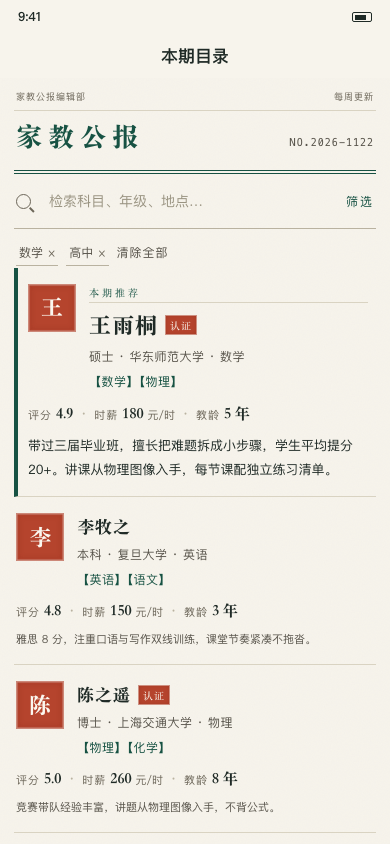 9:41
本期目录
家教公报编辑部 每周更新
家教公报 NO.2026-1122
检索科目、年级、地点… 筛选
数学 × 高中 × 清除全部
王 本期推荐
王雨桐 认证
硕士 · 华东师范大学 · 数学
【数学】【物理】
评分 4.9 · 时薪 180 元/时 · 教龄 5 年
带过三届毕业班，擅长把难题拆成小步骤，学生平均提分
20+。讲课从物理图像入手，每节课配独立练习清单。
李 李牧之
本科 · 复旦大学 · 英语
【英语】【语文】
评分 4.8 · 时薪 150 元/时 · 教龄 3 年
雅思 8 分，注重口语与写作双线训练，课堂节奏紧凑不拖沓。
陈 陈之遥 认证
博士 · 上海交通大学 · 物理
【物理】【化学】
评分 5.0 · 时薪 260 元/时 · 教龄 8 年
竞赛带队经验丰富，讲题从物理图像入手，不背公式。